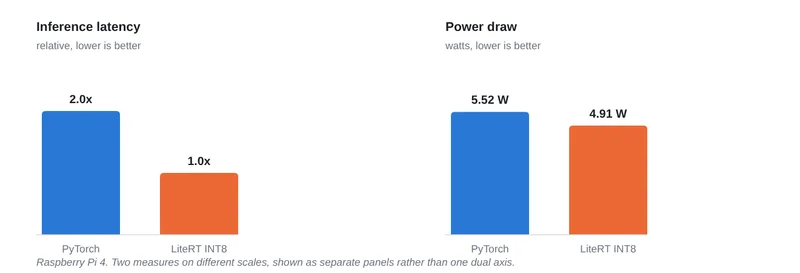 Inference latency
relative, lower is better
2.0x
1.0x
PyTorch
LiteRT INT8
Power draw
watts, lower is better
5.52 W
4.91 W
PyTorch
LiteRT INT8
Raspberry Pi 4. Two measures on different scales, shown as separate panels rather than one dual axis.